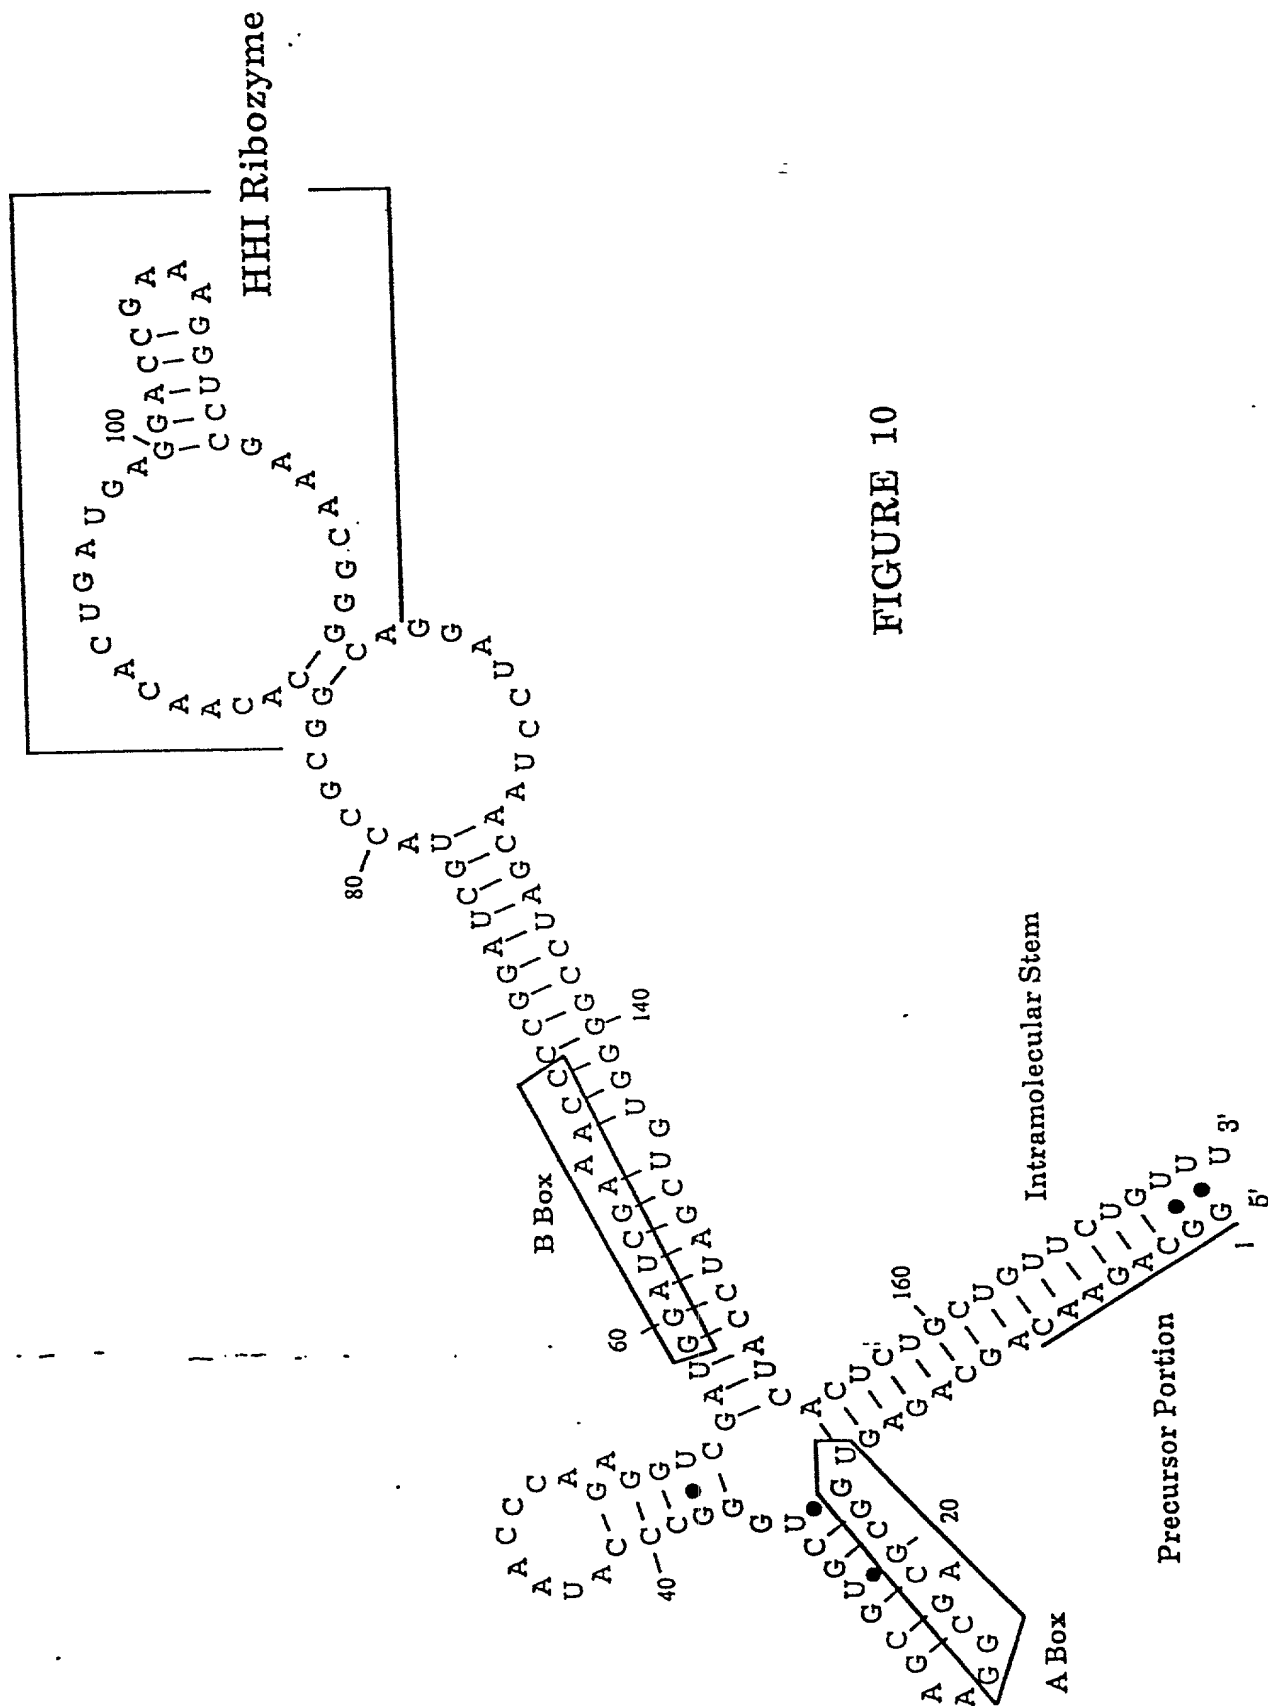 HHI Ribozyme
100
80
140
B Box
60
40
20
160
A Box
Intramolecular Stem
Precursor Portion
1
5'
G G C A G A A C A G C A G A G U G G C G C A G C G G A A G C G U G C U G G G C C C A U A A C C C A G A G G U C G A U G G A U C G A A A C C C C G G A U C G U A C C G C G G C A C A A C A C U G A U G A G G A C C G A A A G G U C C G A A A C G G G C A G G A U C C U A A C G A U C C G G G G U G U C G A U C C A U C A C U C U G C U G U U C U G U U U
3'
FIGURE 10